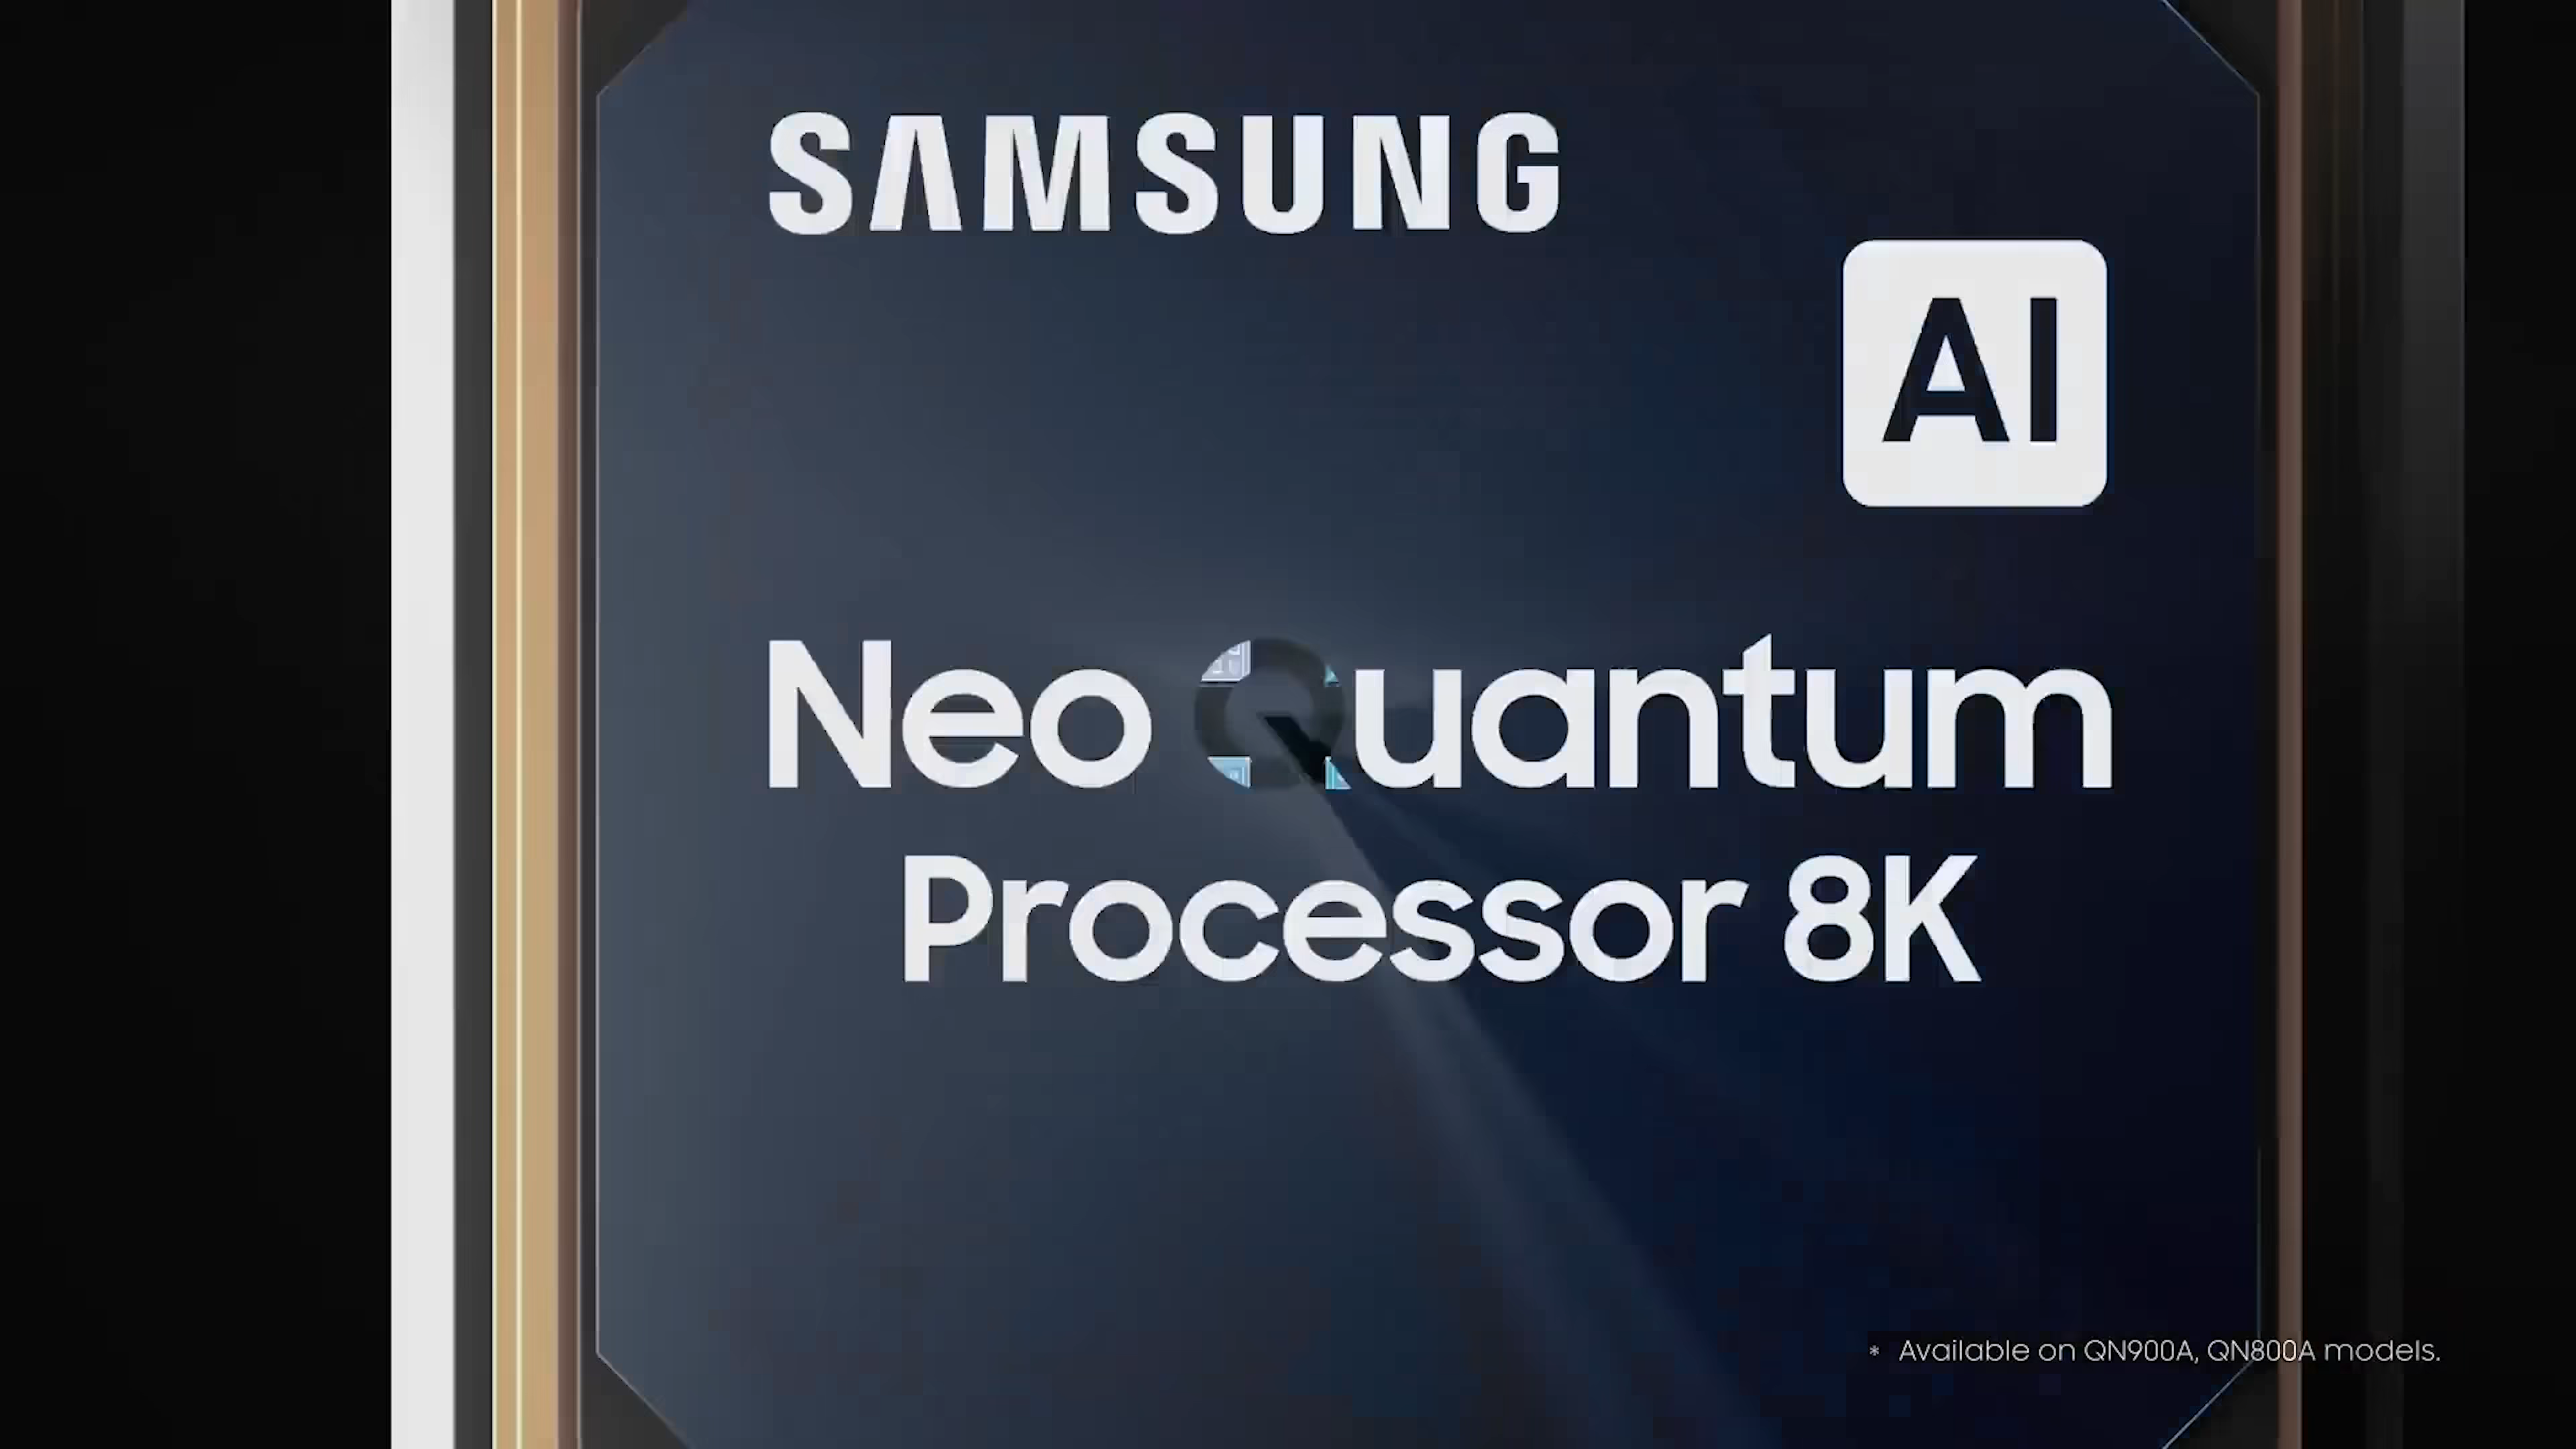 SAMSUNG
AI
Neo Quantum
Processor 8K
* Available on QN900A, QN800A models.